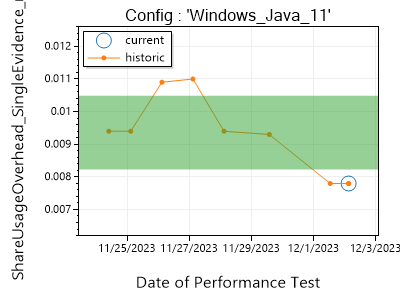 Config : 'Windows_Java_11'
current
historic
0.012
0.011
0.01
0.009
0.008
0.007
ShareUsageOverhead_SingleEvidence_
11/25/2023
11/27/2023
11/29/2023
12/1/2023
12/3/2023
Date of Performance Test